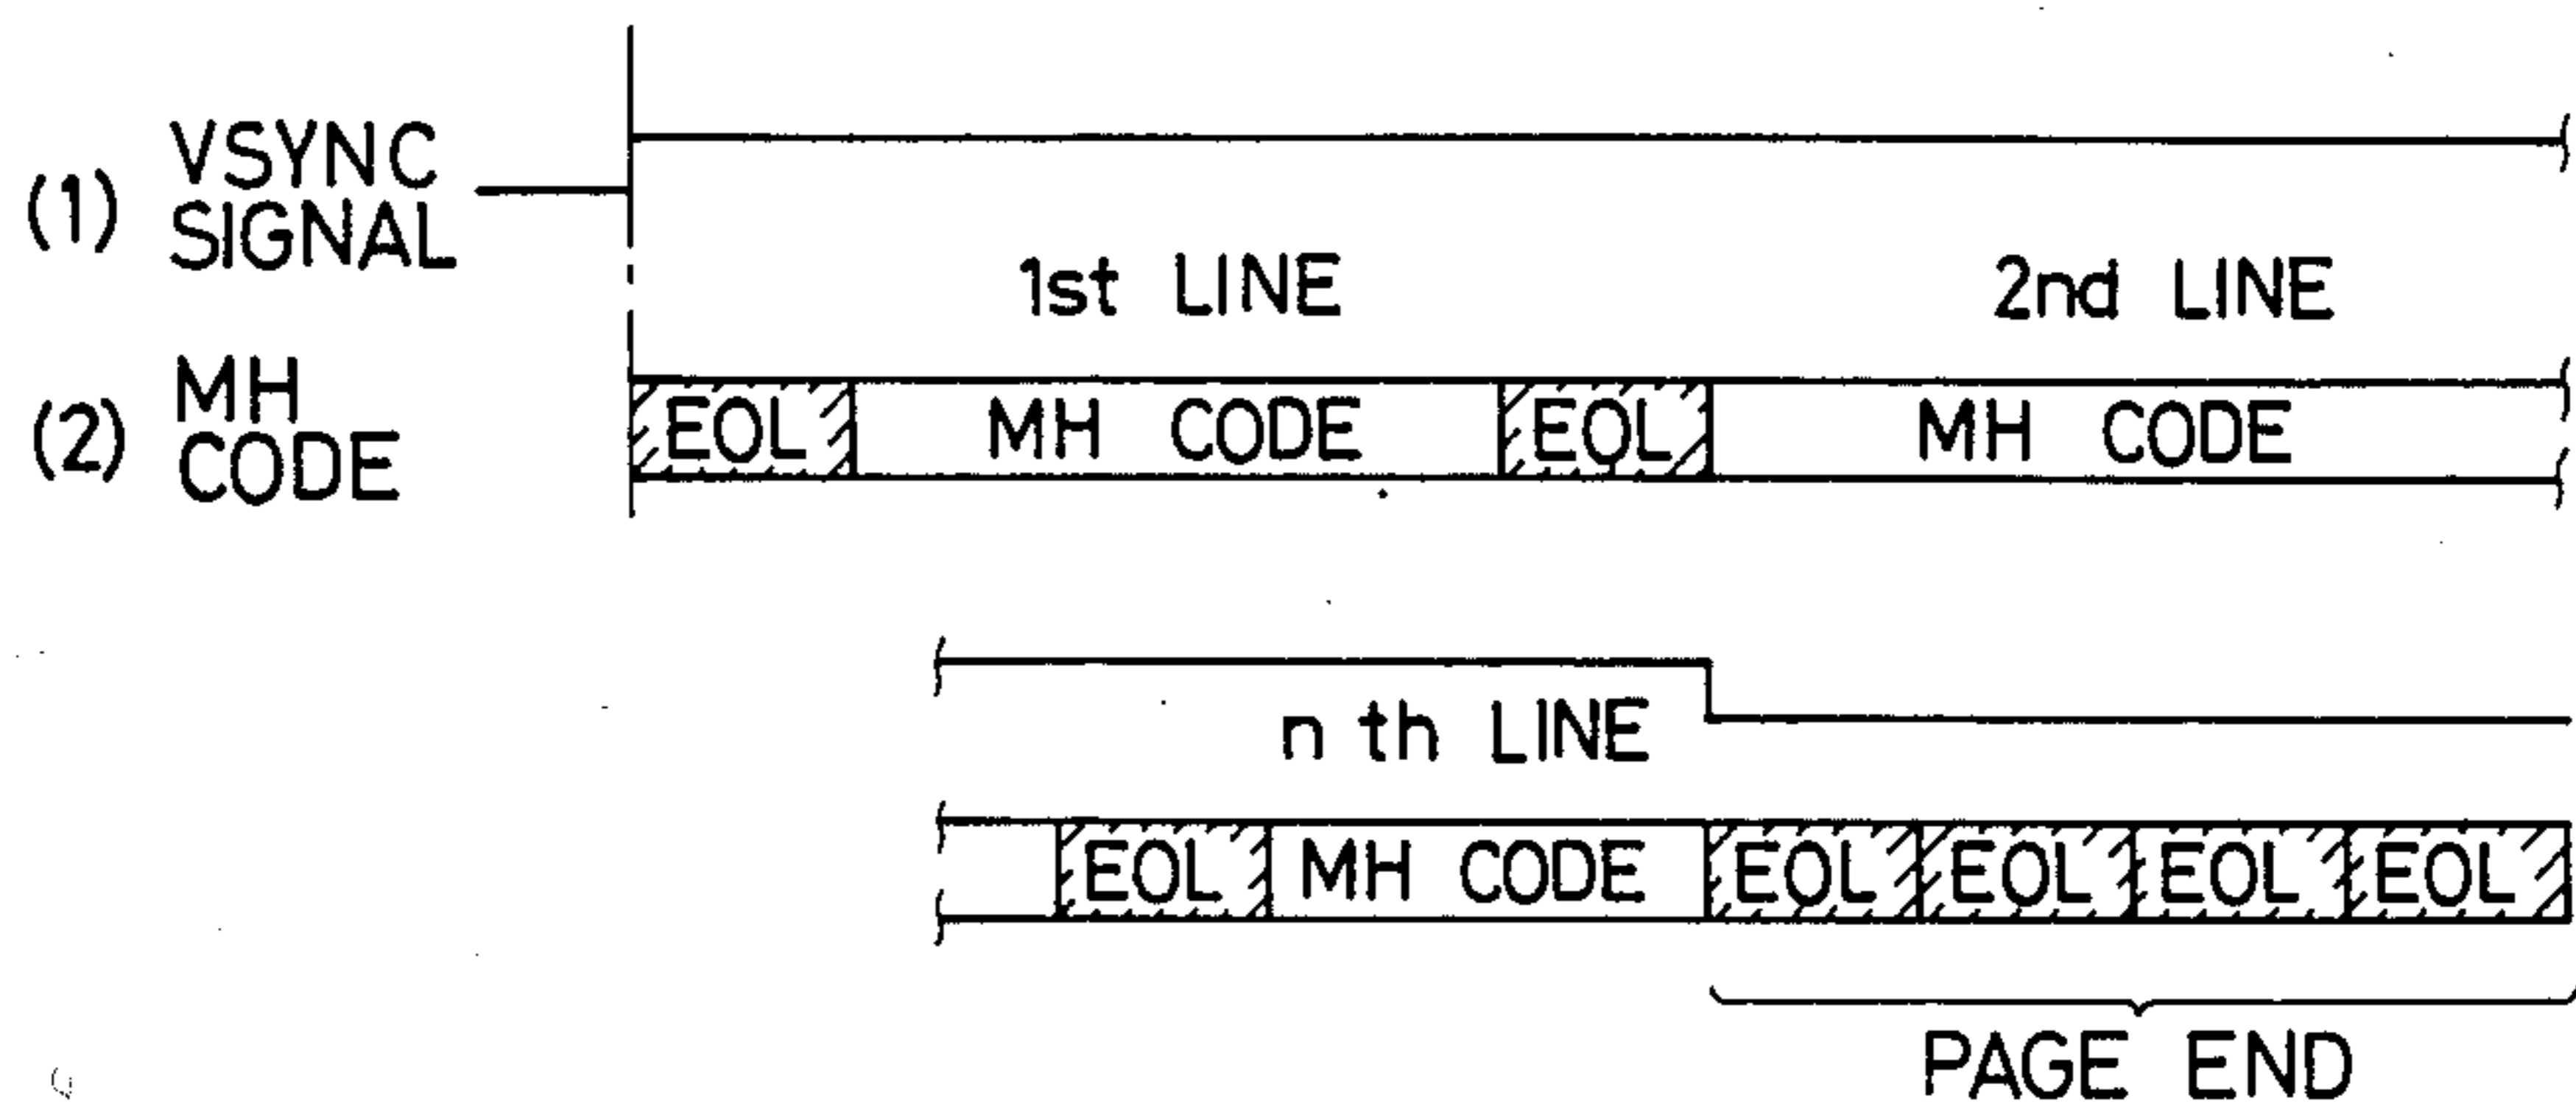 (1) VSYNC SIGNAL
1st LINE 2nd LINE
(2) MH CODE
EOL MH CODE EOL MH CODE
n th LINE
EOL MH CODE EOL EOL EOL EOL
PAGE END